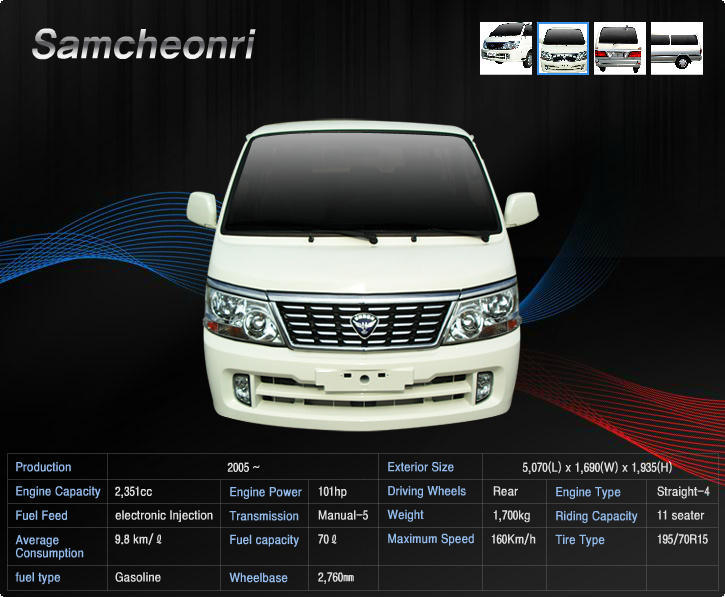 Samcheonri
Production 2005 ~ Exterior Size 5,070(L) x 1,690(W) x 1,935(H)
Engine Capacity 2,351cc Engine Power 101hp Driving Wheels Rear Engine Type Straight-4
Fuel Feed electronic Injection Transmission Manual-5 Weight 1,700kg Riding Capacity 11 seater
Average Consumption 9.8 km/ℓ Fuel capacity 70ℓ Maximum Speed 160Km/h Tire Type 195/70R15
fuel type Gasoline Wheelbase 2,760㎜